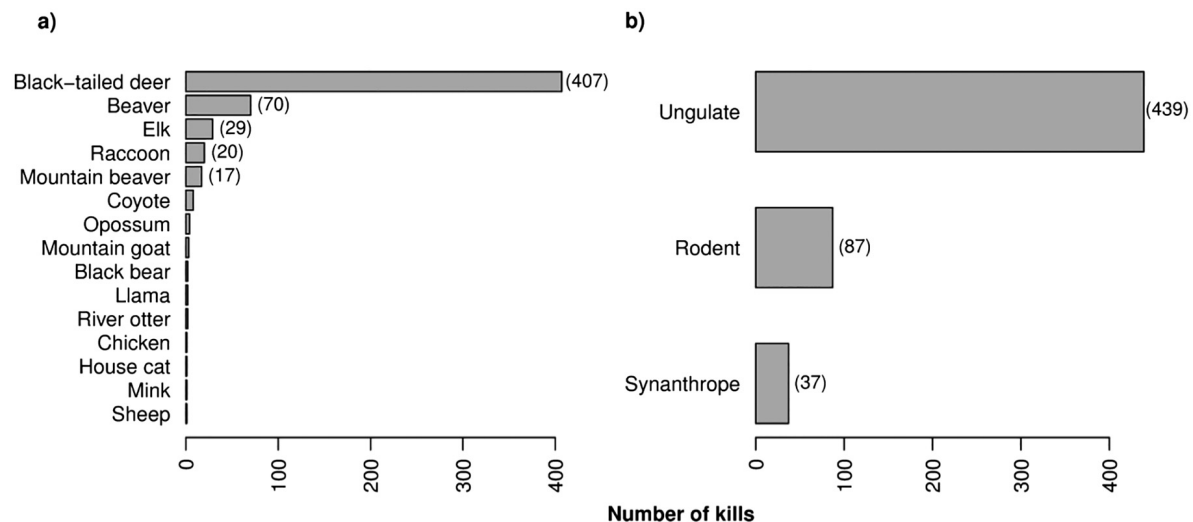 a)
Black−tailed deer (407)
Beaver (70)
Elk (29)
Raccoon (20)
Mountain beaver (17)
Coyote
Opossum
Mountain goat
Black bear
Llama
River otter
Chicken
House cat
Mink
Sheep
0 100 200 300 400
b)
Ungulate (439)
Rodent (87)
Synanthrope (37)
0 100 200 300 400
Number of kills